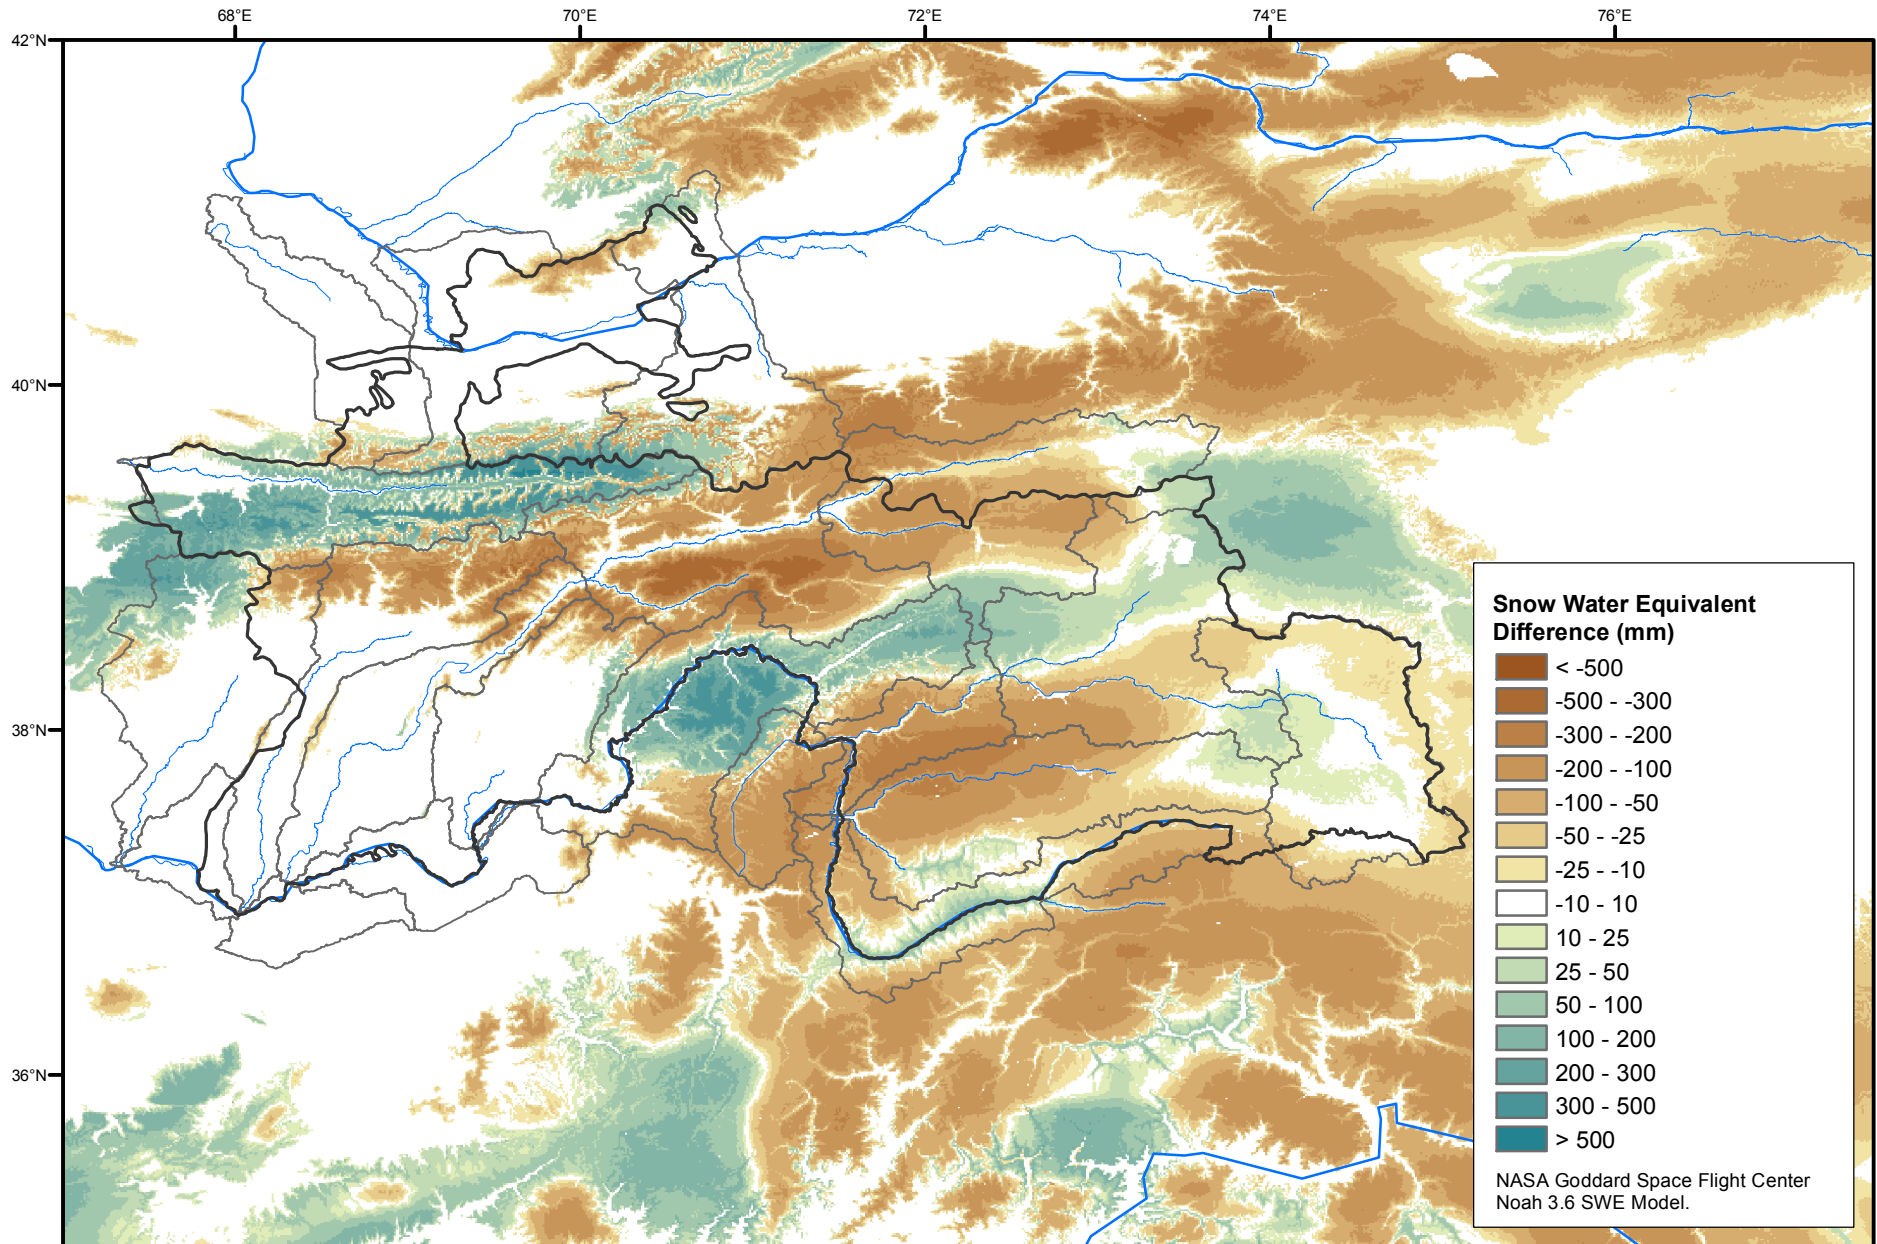 68°E
70°E
72°E
74°E
76°E
42°N
40°N
38°N
36°N
Snow Water Equivalent
Difference (mm)
< -500
-500 - -300
-300 - -200
-200 - -100
-100 - -50
-50 - -25
-25 - -10
-10 - 10
10 - 25
25 - 50
50 - 100
100 - 200
200 - 300
300 - 500
> 500
NASA Goddard Space Flight Center
Noah 3.6 SWE Model.